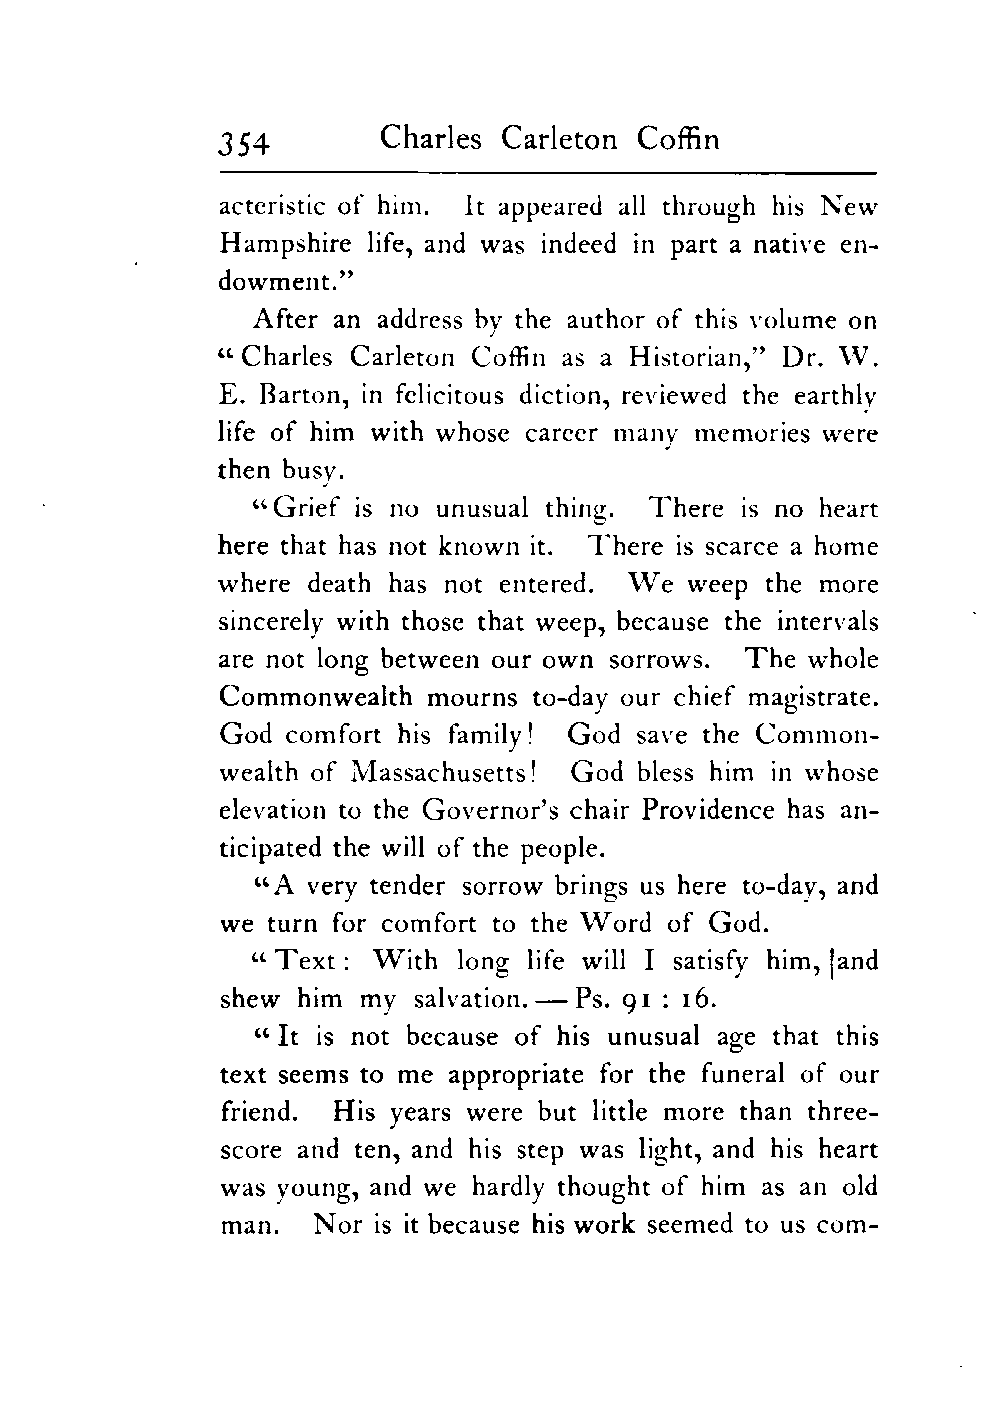 354 Charles Carleton Coffin
acteristic of him. It appeared all through his New
Hampshire life, and was indeed in part a native en-
dowment.”
After an address by the author of this volume on
“Charles Carleton Coffin as a Historian,” Dr. W.
E. Barton, in felicitous diction, reviewed the earthly
life of him with whose career many memories were
then busy.
“Grief is no unusual thing. There is no heart
here that has not known it. There is scarce a home
where death has not entered. We weep the more
sincerely with those that weep, because the intervals
are not long between our own sorrows. The whole
Commonwealth mourns to-day our chief magistrate.
God comfort his family! God save the Common-
wealth of Massachusetts! God bless him in whose
elevation to the Governor’s chair Providence has an-
ticipated the will of the people.
“A very tender sorrow brings us here to-day, and
we turn for comfort to the Word of God.
“Text: With long life will I satisfy him, and
shew him my salvation. — Ps. 91 : 16.
“It is not because of his unusual age that this
text seems to me appropriate for the funeral of our
friend. His years were but little more than three-
score and ten, and his step was light, and his heart
was young, and we hardly thought of him as an old
man. Nor is it because his work seemed to us com-